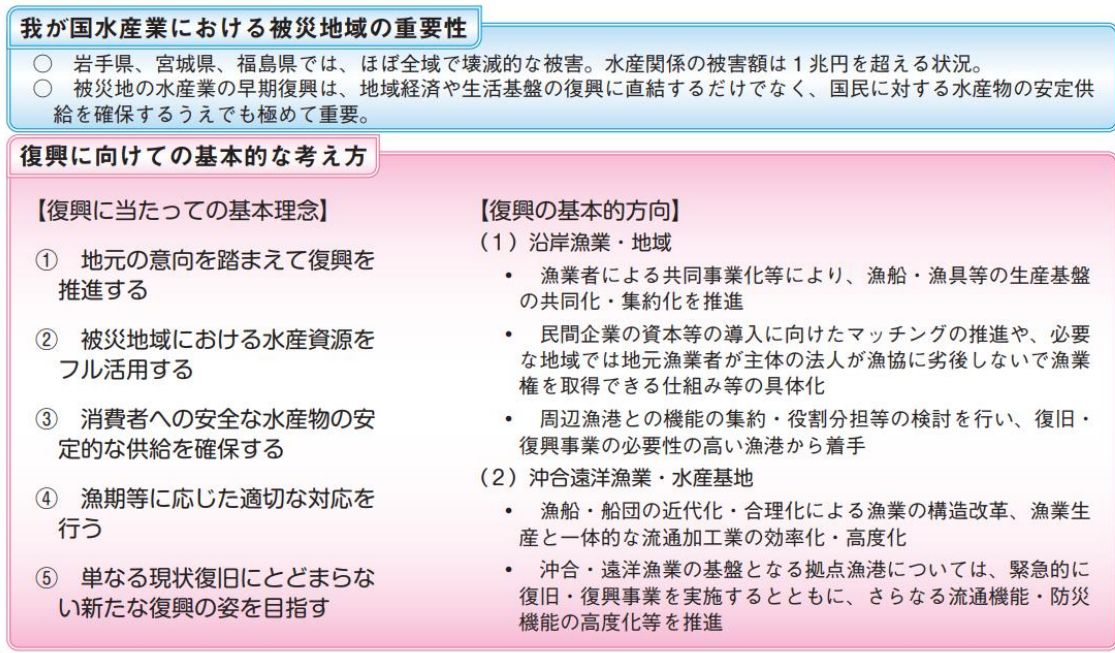 我が国水産業における被災地域の重要性
○ 岩手県、宮城県、福島県では、ほぼ全域で壊滅的な被害。水産関係の被害額は1兆円を超える状況。
○ 被災地の水産業の早期復興は、地域経済や生活基盤の復興に直結するだけでなく、国民に対する水産物の安定供
給を確保するうえでも極めて重要。
復興に向けての基本的な考え方
【復興に当たっての基本理念】
① 地元の意向を踏まえて復興を
推進する
② 被災地域における水産資源を
フル活用する
③ 消費者への安全な水産物の安
定的な供給を確保する
④ 漁期等に応じた適切な対応を
行う
⑤ 単なる現状復旧にとどまらな
い新たな復興の姿を目指す
【復興の基本的方向】
(1)沿岸漁業・地域
• 漁業者による共同事業化等により、漁船・漁具等の生産基盤
の共同化・集約化を推進
• 民間企業の資本等の導入に向けたマッチングの推進や、必要
な地域では地元漁業者が主体の法人が漁協に劣後しないで漁業
権を取得できる仕組み等の具体化
• 周辺漁港との機能の集約・役割分担等の検討を行い、復旧・
復興事業の必要性の高い漁港から着手
(2)沖合遠洋漁業・水産基地
• 漁船・船団の近代化・合理化による漁業の構造改革、漁業生
産と一体的な流通加工業の効率化・高度化
• 沖合・遠洋漁業の基盤となる拠点漁港については、緊急的に
復旧・復興事業を実施するとともに、さらなる流通機能・防災
機能の高度化等を推進